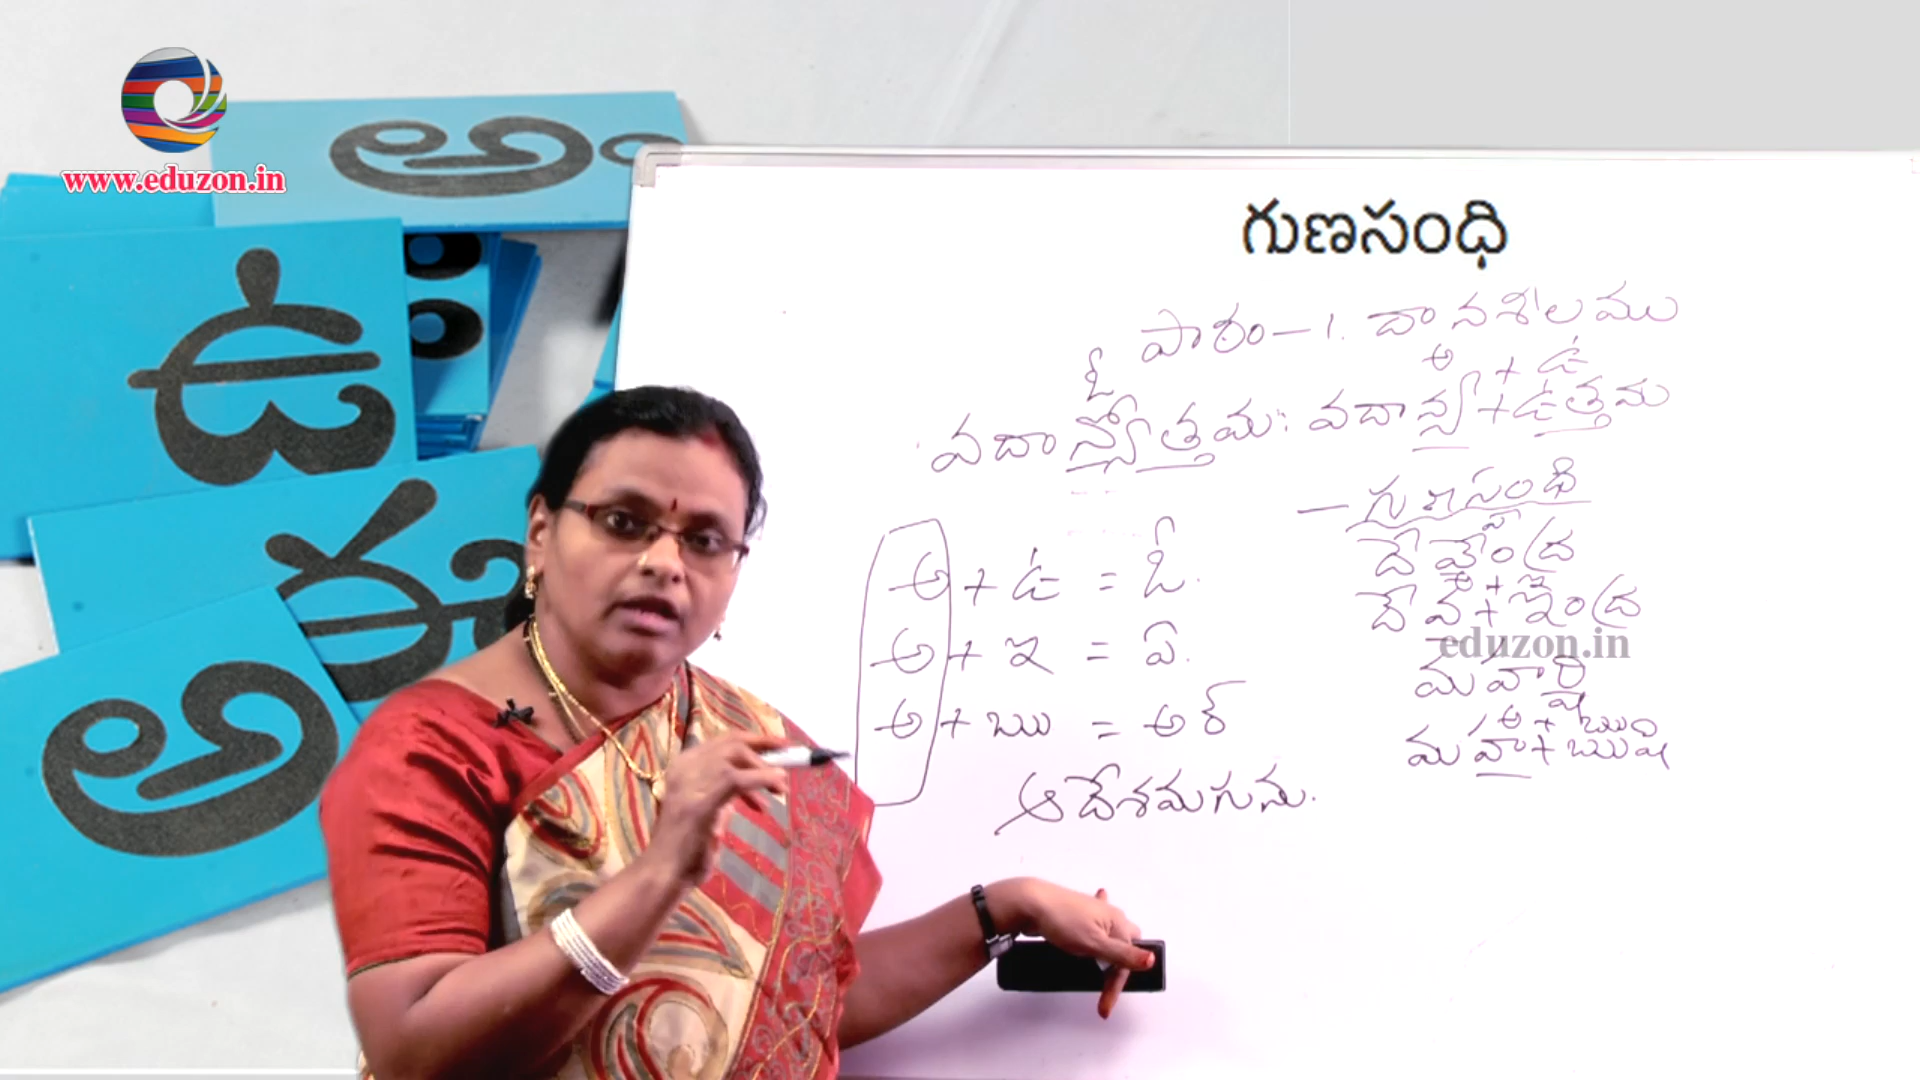 www.eduzon.in
అం
ఉ
ఈ
అ
గుణసంధి
పాఠం-1. దానశీలము
అ + ఉ
ఓ
వదాన్యోత్తమ: వదాన్య+ఉత్తమ
- గుణసంధి
అ + ఉ = ఓ.
అ + ఇ = ఏ.
అ + ఋ = అర్
ఆదేశమగును.
ఏ
దేవేంద్ర
అ + ఇ
దేవ + ఇంద్ర
eduzon.in
మహర్షి
అ + ఋ
మహా + ఋషి